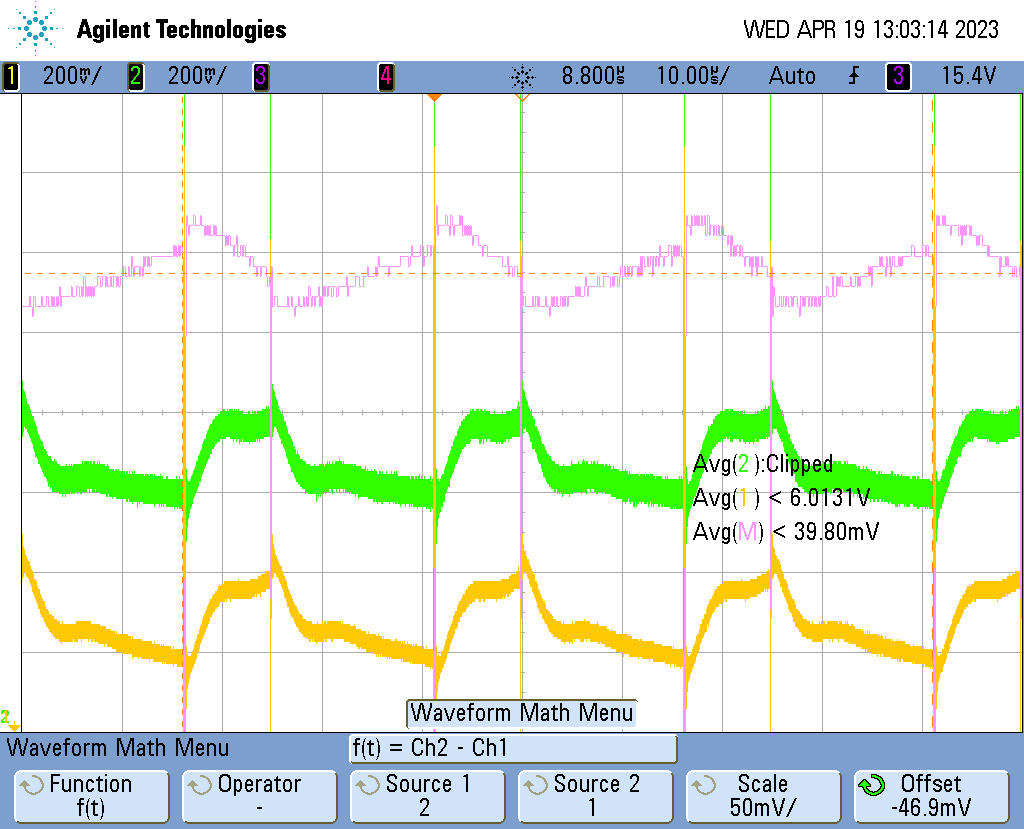 Agilent Technologies
WED APR 19 13:03:14 2023
1 200mV/ 2 200mV/ 3 4 8.800µs 10.00µs/ Auto 3 15.4V
Avg(2):Clipped
Avg(1) < 6.0131V
Avg(M) < 39.80mV
2
Waveform Math Menu
Waveform Math Menu
f(t) = Ch2 - Ch1
Function Operator Source 1 Source 2 Scale Offset
f(t) - 2 1 50mV/ -46.9mV